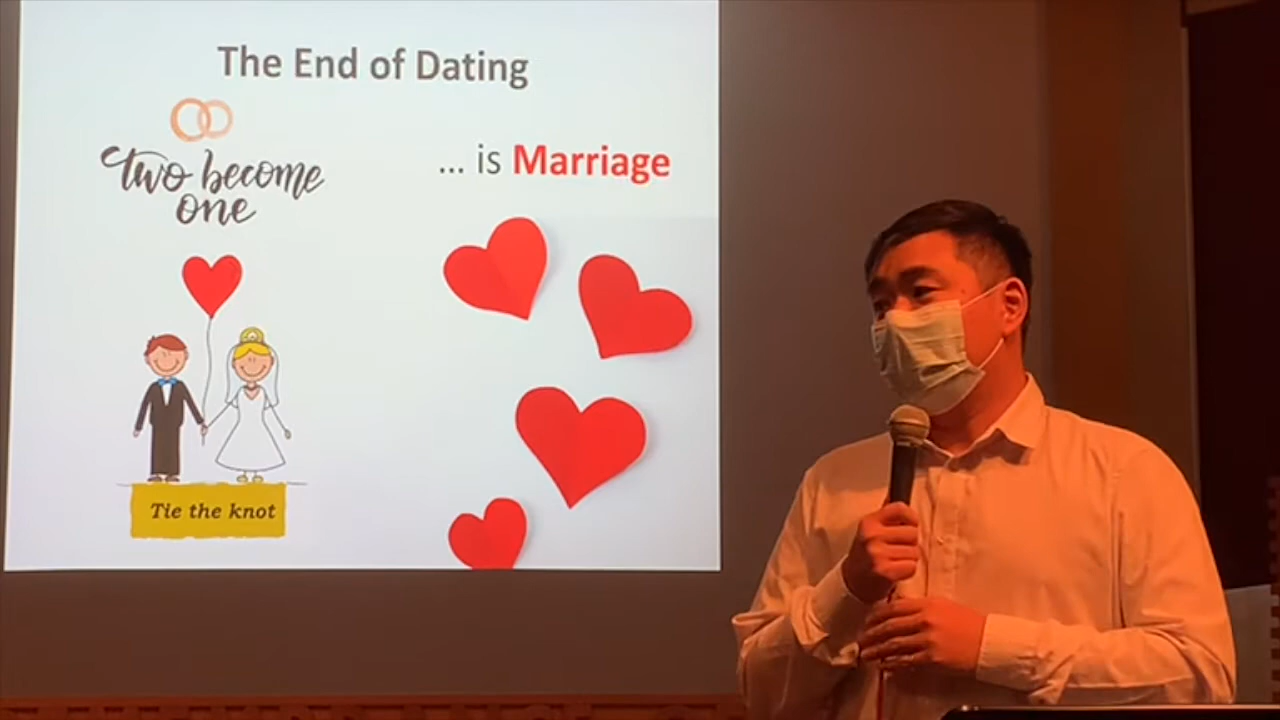 The End of Dating
two become
one
... is Marriage
Tie the knot